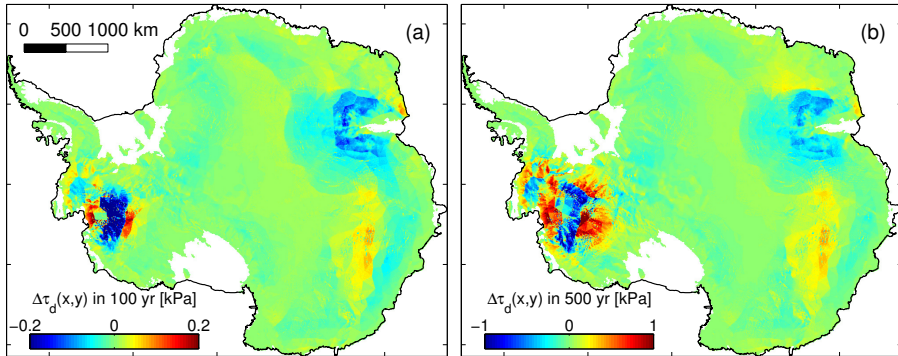 0 500 1000 km
(a)
Δτd(x,y) in 100 yr [kPa]
−0.2 0 0.2
(b)
Δτd(x,y) in 500 yr [kPa]
−1 0 1